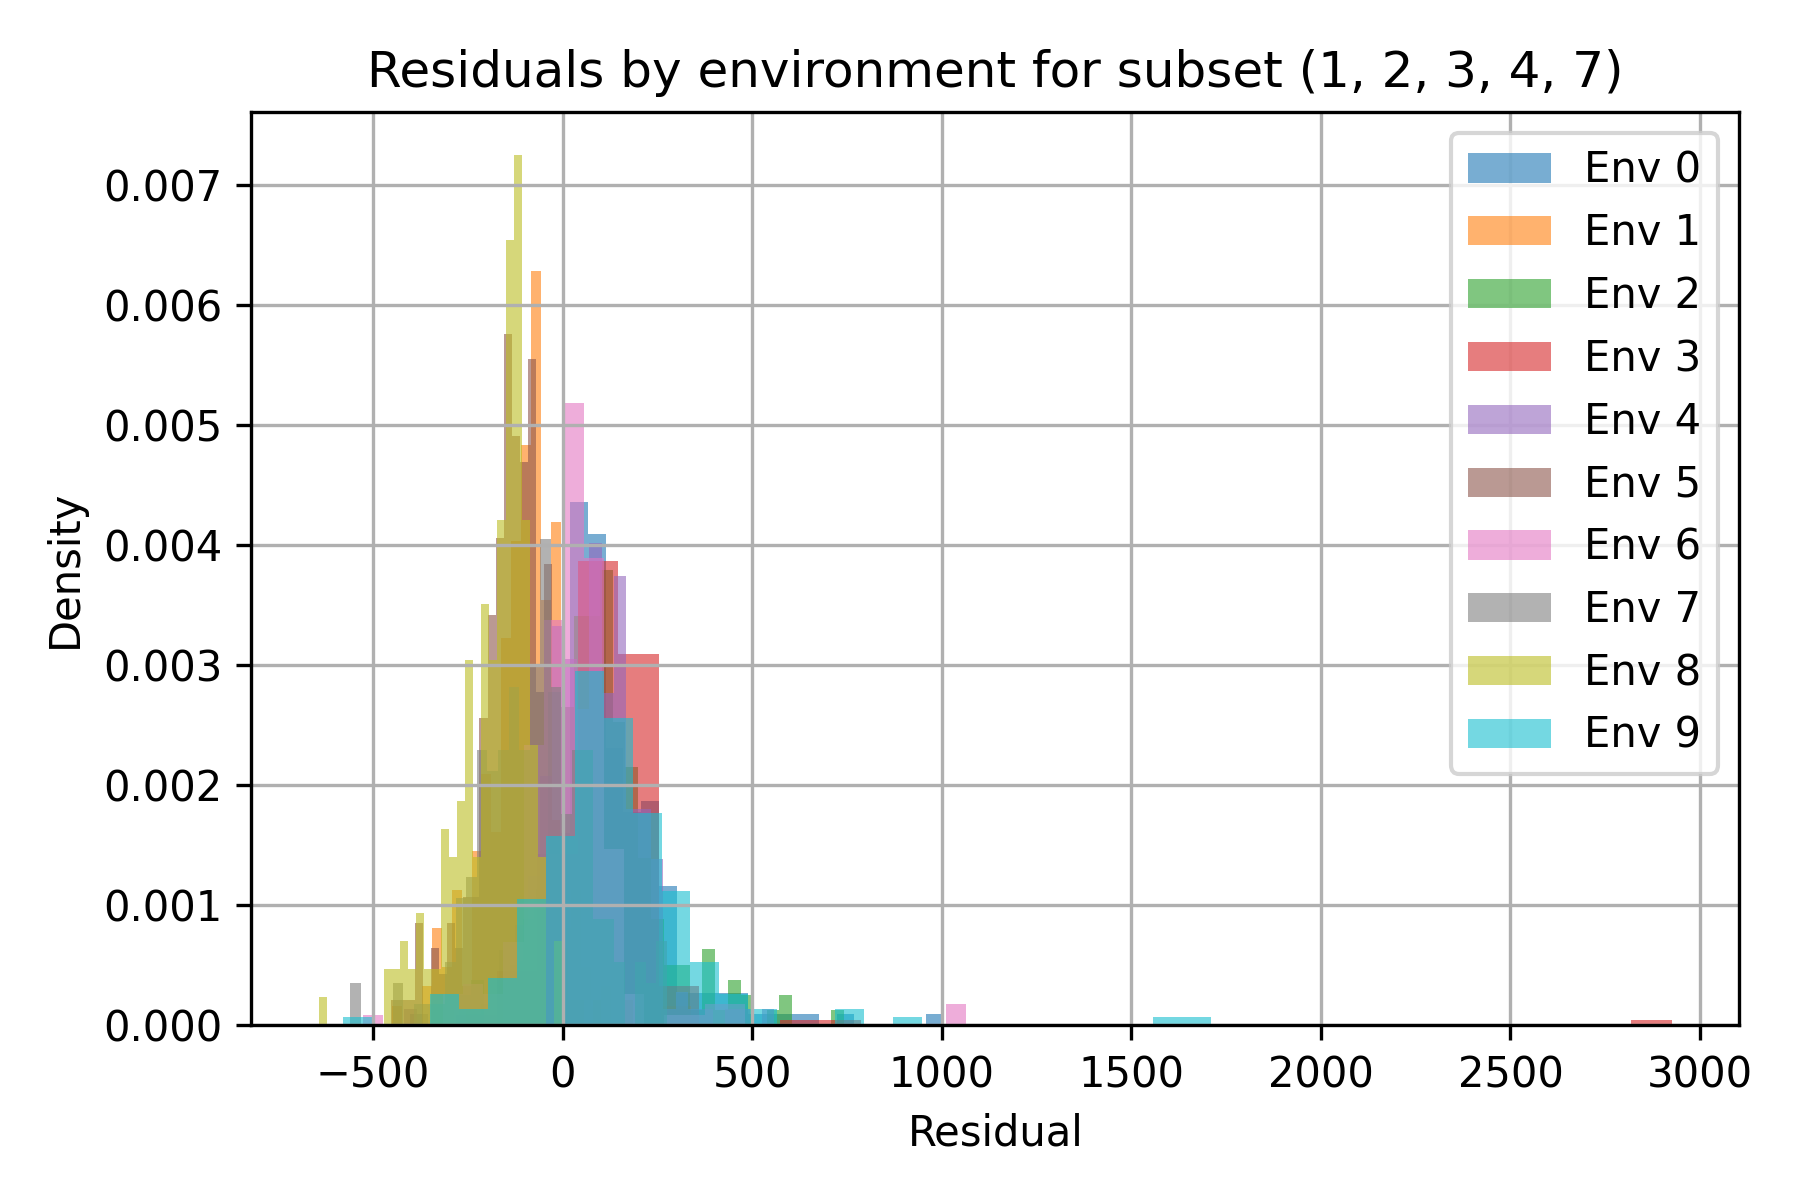 Residuals by environment for subset (1, 2, 3, 4, 7)
Density
0.007
0.006
0.005
0.004
0.003
0.002
0.001
0.000
−500
0
500
1000
1500
2000
2500
3000
Residual
Env 0
Env 1
Env 2
Env 3
Env 4
Env 5
Env 6
Env 7
Env 8
Env 9